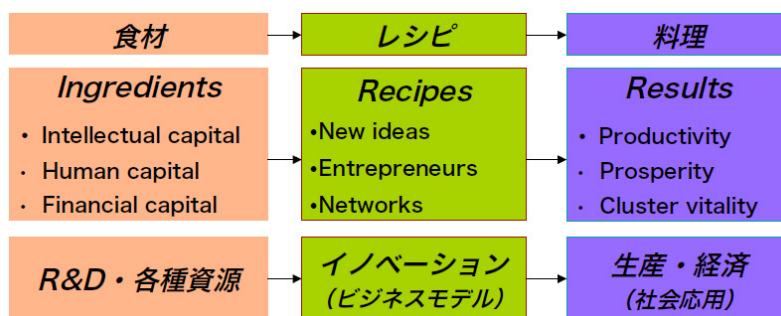 食材
レシピ
料理
Ingredients
• Intellectual capital
• Human capital
• Financial capital
Recipes
•New ideas
•Entrepreneurs
•Networks
Results
• Productivity
• Prosperity
• Cluster vitality
R&D・各種資源
イノベーション
（ビジネスモデル）
生産・経済
（社会応用）